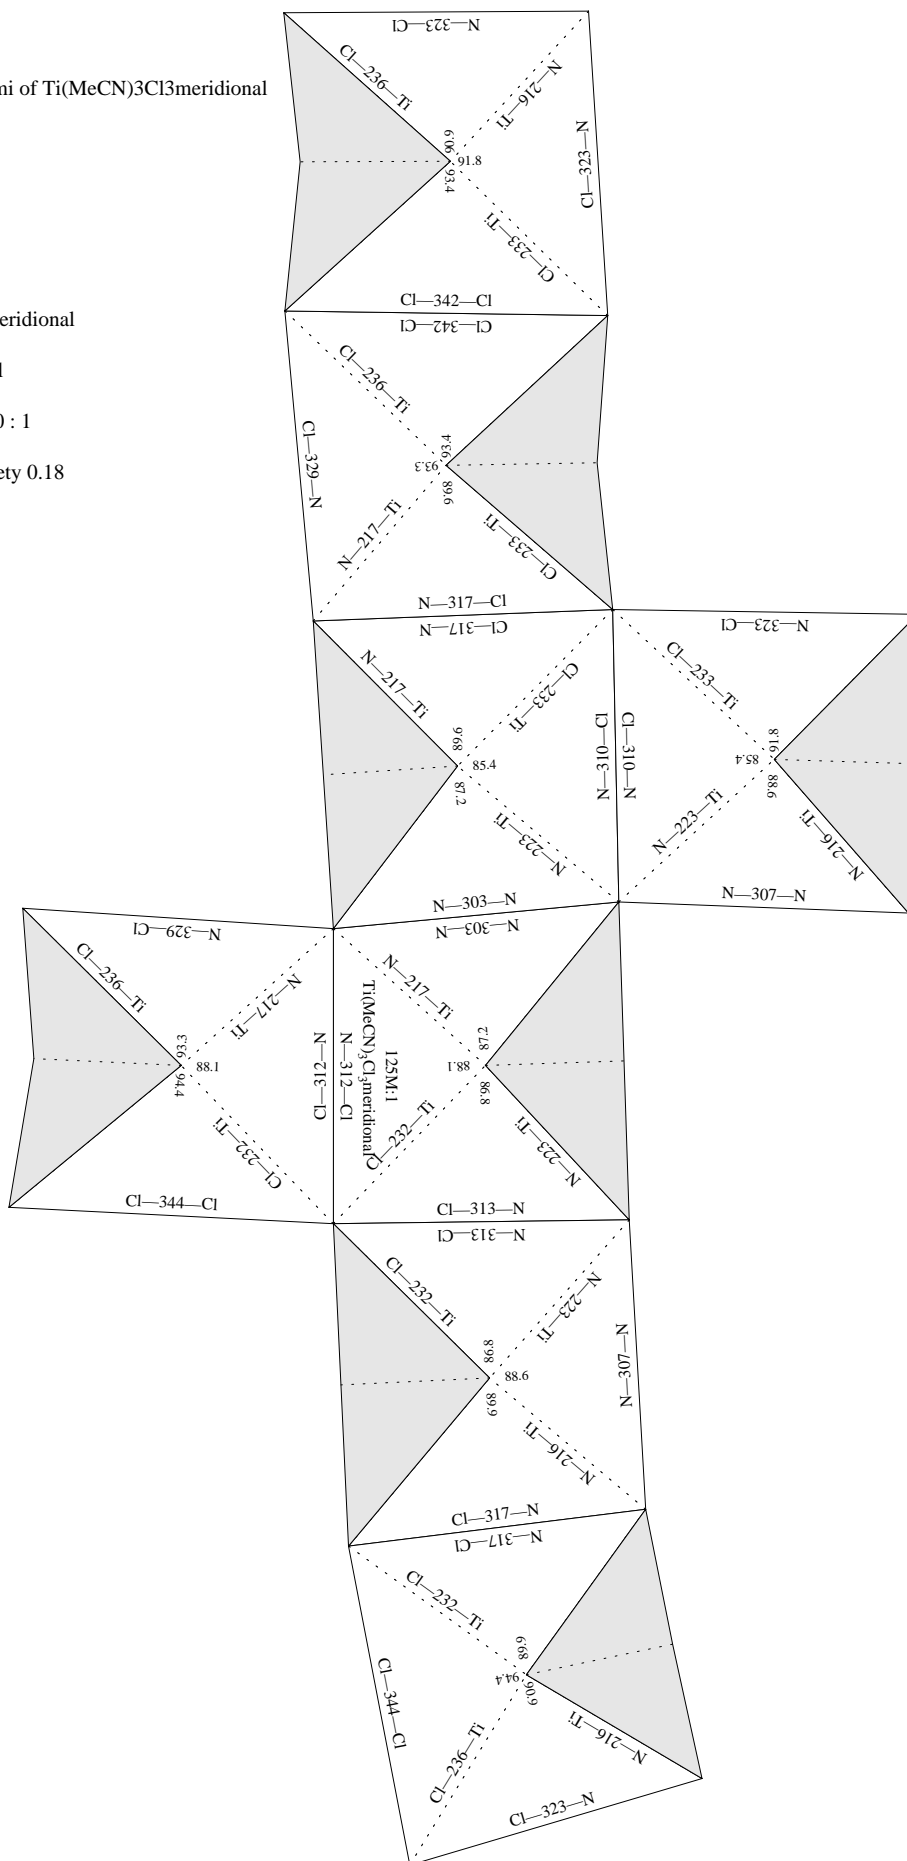 N—323—Cl
Cl—236—Ti
N—216—Ti
of Ti(MeCN)3Cl3meridional
90.9
91.8
93.4
Cl—323—N
Cl—233—Ti
Cl—342—Cl
Cl—342—Cl
: 1
0.18
Cl—236—Ti
Cl—329—N
93.4
93.3
89.6
N—217—Ti
Cl—233—Ti
N—317—Cl
Cl—317—N
N—323—Cl
N—217—Ti
Cl—233—Ti
Cl—233—Ti
89.6
85.4
87.2
N—310—Cl
Cl—310—N
91.8
85.4
88.6
N—223—Ti
N—223—Ti
N—216—Ti
N—307—N
N—303—N
N—303—N
N—329—Cl
Cl—236—Ti
N—217—Ti
N—217—Ti
93.3
88.1
94.4
Cl—312—N
N—312—Cl
Ti(MeCN)3Cl3meridional
125M:1
87.2
88.1
86.8
Cl—232—Ti
Cl—232—Ti
N—223—Ti
Cl—344—Cl
Cl—313—N
N—313—Cl
Cl—232—Ti
N—223—Ti
86.8
88.6
89.9
N—307—N
N—216—Ti
Cl—317—N
N—317—Cl
Cl—232—Ti
89.9
94.4
90.9
Cl—344—Cl
Cl—236—Ti
N—216—Ti
Cl—323—N